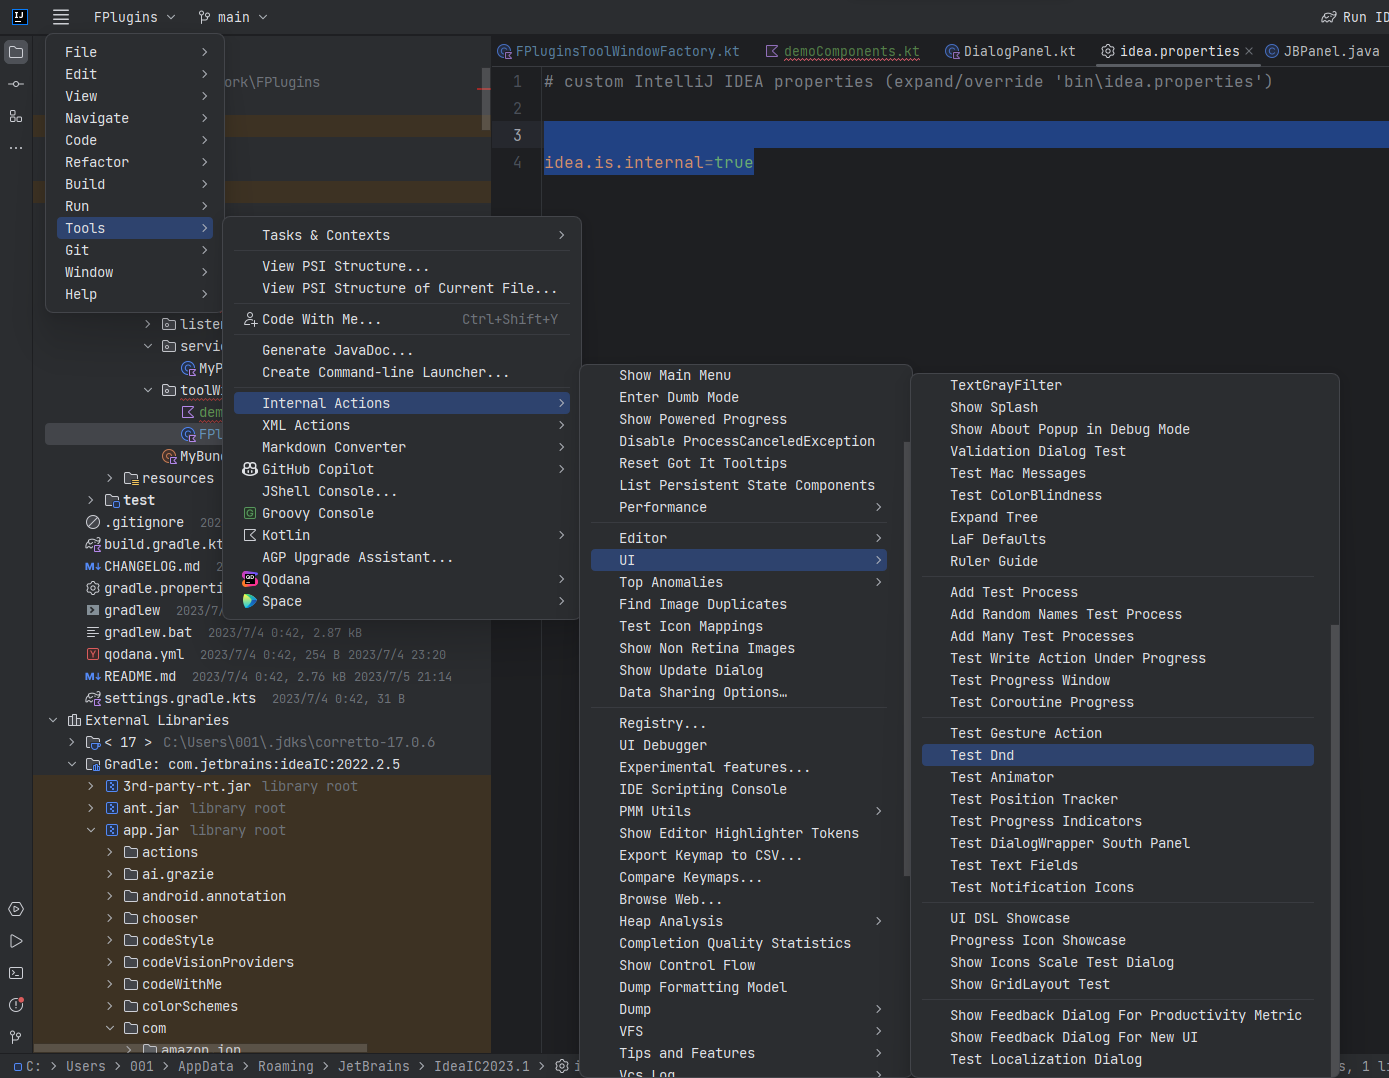 FPlugins
main
Run ID
File
Edit
View
Navigate
Code
Refactor
Build
Run
Tools
Git
Window
Help
ork\FPlugins
FPluginsToolWindowFactory.kt
demoComponents.kt
DialogPanel.kt
idea.properties
JBPanel.java
1 # custom IntelliJ IDEA properties (expand/override 'bin\idea.properties')
2
3
4 idea.is.internal=true
Tasks & Contexts
View PSI Structure...
View PSI Structure of Current File...
Code With Me... Ctrl+Shift+Y
Generate JavaDoc...
Create Command-line Launcher...
Internal Actions
XML Actions
Markdown Converter
GitHub Copilot
JShell Console...
Groovy Console
Kotlin
AGP Upgrade Assistant...
Qodana
Space
Show Main Menu
Enter Dumb Mode
Show Powered Progress
Disable ProcessCanceledException
Reset Got It Tooltips
List Persistent State Components
Performance
Editor
UI
Top Anomalies
Find Image Duplicates
Test Icon Mappings
Show Non Retina Images
Show Update Dialog
Data Sharing Options…
Registry...
UI Debugger
Experimental features...
IDE Scripting Console
PMM Utils
Show Editor Highlighter Tokens
Export Keymap to CSV...
Compare Keymaps...
Browse Web...
Heap Analysis
Completion Quality Statistics
Show Control Flow
Dump Formatting Model
Dump
VFS
Tips and Features
Vcs Log
TextGrayFilter
Show Splash
Show About Popup in Debug Mode
Validation Dialog Test
Test Mac Messages
Test ColorBlindness
Expand Tree
LaF Defaults
Ruler Guide
Add Test Process
Add Random Names Test Process
Add Many Test Processes
Test Write Action Under Progress
Test Progress Window
Test Coroutine Progress
Test Gesture Action
Test Dnd
Test Animator
Test Position Tracker
Test Progress Indicators
Test DialogWrapper South Panel
Test Text Fields
Test Notification Icons
UI DSL Showcase
Progress Icon Showcase
Show Icons Scale Test Dialog
Show GridLayout Test
Show Feedback Dialog For Productivity Metric
Show Feedback Dialog For New UI
Test Localization Dialog
liste
servi
MyP
toolW
dem
FPl
MyBun
resources
test
.gitignore 202
build.gradle.kt
CHANGELOG.md 2
gradle.properti
gradlew 2023/7/
gradlew.bat 2023/7/4 0:42, 2.87 kB
qodana.yml 2023/7/4 0:42, 254 B 2023/7/4 23:20
README.md 2023/7/4 0:42, 2.76 kB 2023/7/5 21:14
settings.gradle.kts 2023/7/4 0:42, 31 B
External Libraries
< 17 > C:\Users\001\.jdks\corretto-17.0.6
Gradle: com.jetbrains:ideaIC:2022.2.5
3rd-party-rt.jar library root
ant.jar library root
app.jar library root
actions
ai.grazie
android.annotation
chooser
codeStyle
codeVisionProviders
codeWithMe
colorSchemes
com
amazon.ion
C: > Users > 001 > AppData > Roaming > JetBrains > IdeaIC2023.1 > i
s, 1 li